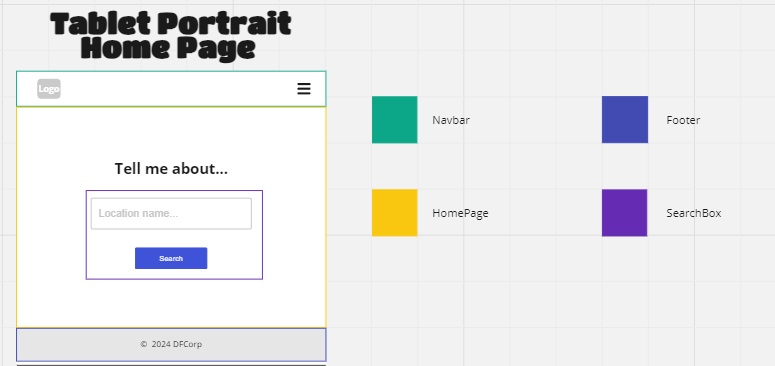 Tablet Portrait
Home Page
Logo
Tell me about...
Location name...
Search
© 2024 DFCorp
Navbar
Footer
HomePage
SearchBox